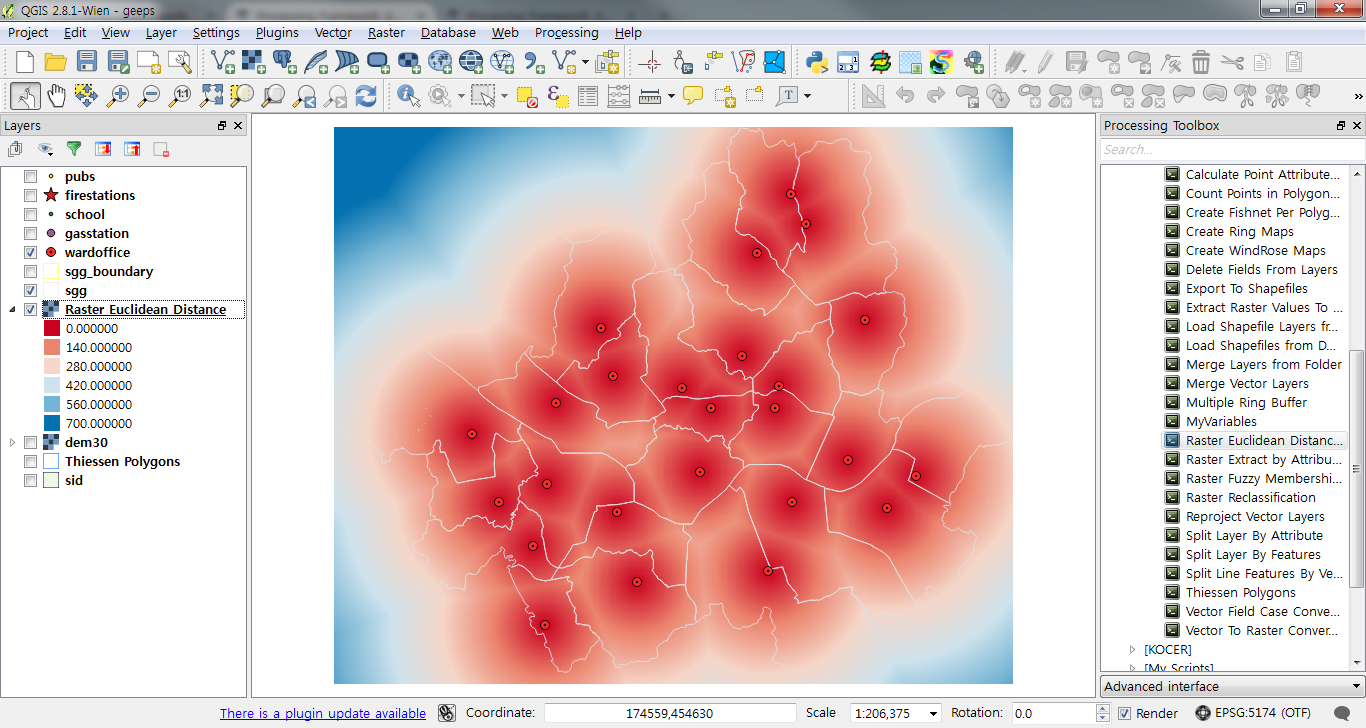 QGIS 2.8.1-Wien - geeps
Project Edit View Layer Settings Plugins Vector Raster Database Web Processing Help
Layers
pubs
firestations
school
gasstation
wardoffice
sgg_boundary
sgg
Raster Euclidean Distance
0.000000
140.000000
280.000000
420.000000
560.000000
700.000000
dem30
Thiessen Polygons
sid
Processing Toolbox
Search...
Calculate Point Attribute...
Count Points in Polygon...
Create Fishnet Per Polyg...
Create Ring Maps
Create WindRose Maps
Delete Fields From Layers
Export To Shapefiles
Extract Raster Values To ...
Load Shapefile Layers fr...
Load Shapefiles from D...
Merge Layers from Folder
Merge Vector Layers
Multiple Ring Buffer
MyVariables
Raster Euclidean Distanc...
Raster Extract by Attribu...
Raster Fuzzy Membershi...
Raster Reclassification
Reproject Vector Layers
Split Layer By Attribute
Split Layer By Features
Split Line Features By Ve...
Thiessen Polygons
Vector Field Case Conve...
Vector To Raster Conver...
[KOCER]
[My Scripts]
Advanced interface
There is a plugin update available Coordinate: 174559,454630 Scale 1:206,375 Rotation: 0.0 Render EPSG:5174 (OTF)